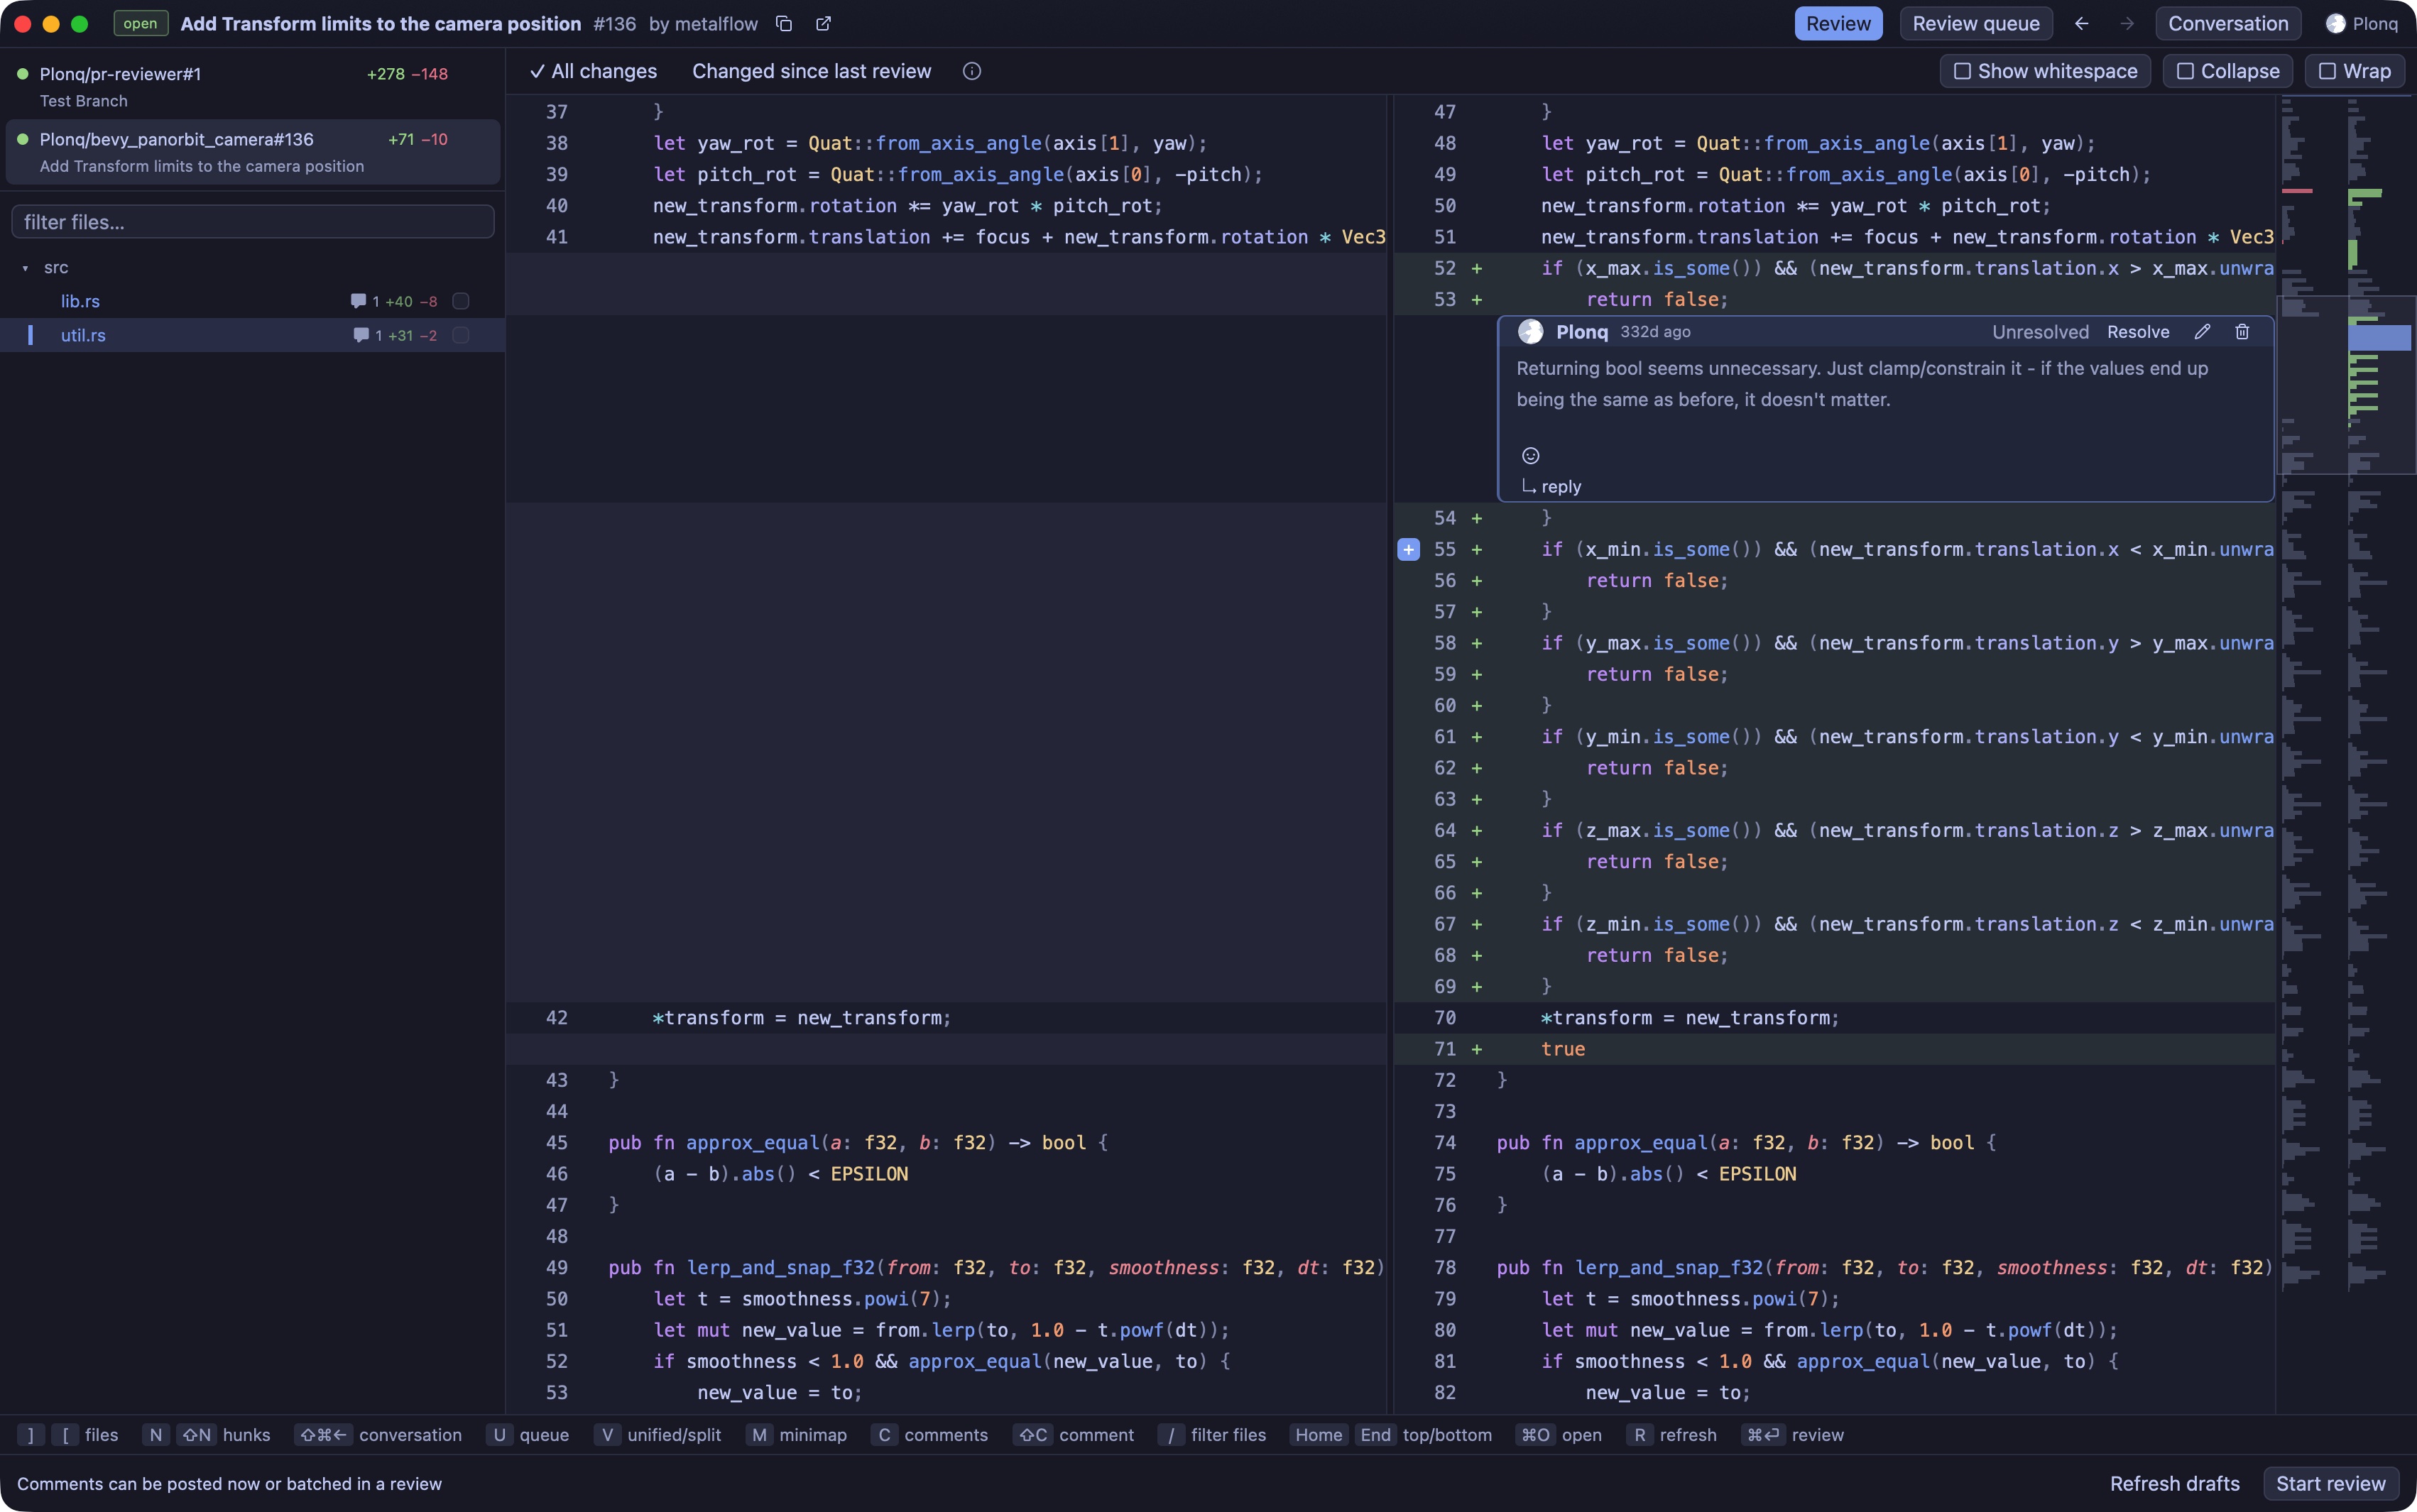 open Add Transform limits to the camera position #136 by metalflow Review Review queue Conversation Plonq
Plonq/pr-reviewer#1 +278 −148
Test Branch
Plonq/bevy_panorbit_camera#136 +71 −10
Add Transform limits to the camera position
filter files...
src
lib.rs 1 +40 −8
util.rs 1 +31 −2
✓ All changes Changed since last review Show whitespace Collapse Wrap
37 }
38 let yaw_rot = Quat::from_axis_angle(axis[1], yaw);
39 let pitch_rot = Quat::from_axis_angle(axis[0], -pitch);
40 new_transform.rotation *= yaw_rot * pitch_rot;
41 new_transform.translation += focus + new_transform.rotation * Vec3
42 *transform = new_transform;
43 }
44
45 pub fn approx_equal(a: f32, b: f32) -> bool {
46 (a - b).abs() < EPSILON
47 }
48
49 pub fn lerp_and_snap_f32(from: f32, to: f32, smoothness: f32, dt: f32)
50 let t = smoothness.powi(7);
51 let mut new_value = from.lerp(to, 1.0 - t.powf(dt));
52 if smoothness < 1.0 && approx_equal(new_value, to) {
53 new_value = to;
47 }
48 let yaw_rot = Quat::from_axis_angle(axis[1], yaw);
49 let pitch_rot = Quat::from_axis_angle(axis[0], -pitch);
50 new_transform.rotation *= yaw_rot * pitch_rot;
51 new_transform.translation += focus + new_transform.rotation * Vec3
52 + if (x_max.is_some()) && (new_transform.translation.x > x_max.unwra
53 + return false;
Plonq 332d ago Unresolved Resolve
Returning bool seems unnecessary. Just clamp/constrain it - if the values end up
being the same as before, it doesn't matter.
reply
54 + }
55 + if (x_min.is_some()) && (new_transform.translation.x < x_min.unwra
56 + return false;
57 + }
58 + if (y_max.is_some()) && (new_transform.translation.y > y_max.unwra
59 + return false;
60 + }
61 + if (y_min.is_some()) && (new_transform.translation.y < y_min.unwra
62 + return false;
63 + }
64 + if (z_max.is_some()) && (new_transform.translation.z > z_max.unwra
65 + return false;
66 + }
67 + if (z_min.is_some()) && (new_transform.translation.z < z_min.unwra
68 + return false;
69 + }
70 *transform = new_transform;
71 + true
72 }
73
74 pub fn approx_equal(a: f32, b: f32) -> bool {
75 (a - b).abs() < EPSILON
76 }
77
78 pub fn lerp_and_snap_f32(from: f32, to: f32, smoothness: f32, dt: f32)
79 let t = smoothness.powi(7);
80 let mut new_value = from.lerp(to, 1.0 - t.powf(dt));
81 if smoothness < 1.0 && approx_equal(new_value, to) {
82 new_value = to;
] [ files N ⇧N hunks ⇧⌘← conversation U queue V unified/split M minimap C comments ⇧C comment / filter files Home End top/bottom ⌘O open R refresh ⌘⏎ review
Comments can be posted now or batched in a review Refresh drafts Start review